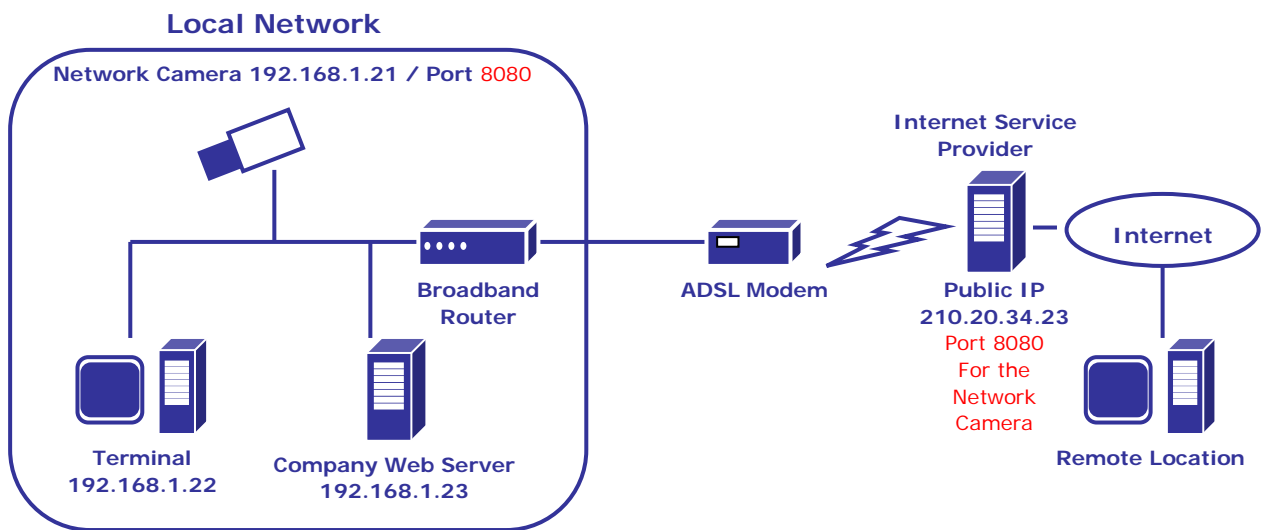 Local Network
Network Camera 192.168.1.21 / Port 8080
Internet Service
Provider
Internet
Broadband
Router
ADSL Modem
Public IP
210.20.34.23
Port 8080
For the
Network
Camera
Terminal
192.168.1.22
Company Web Server
192.168.1.23
Remote Location